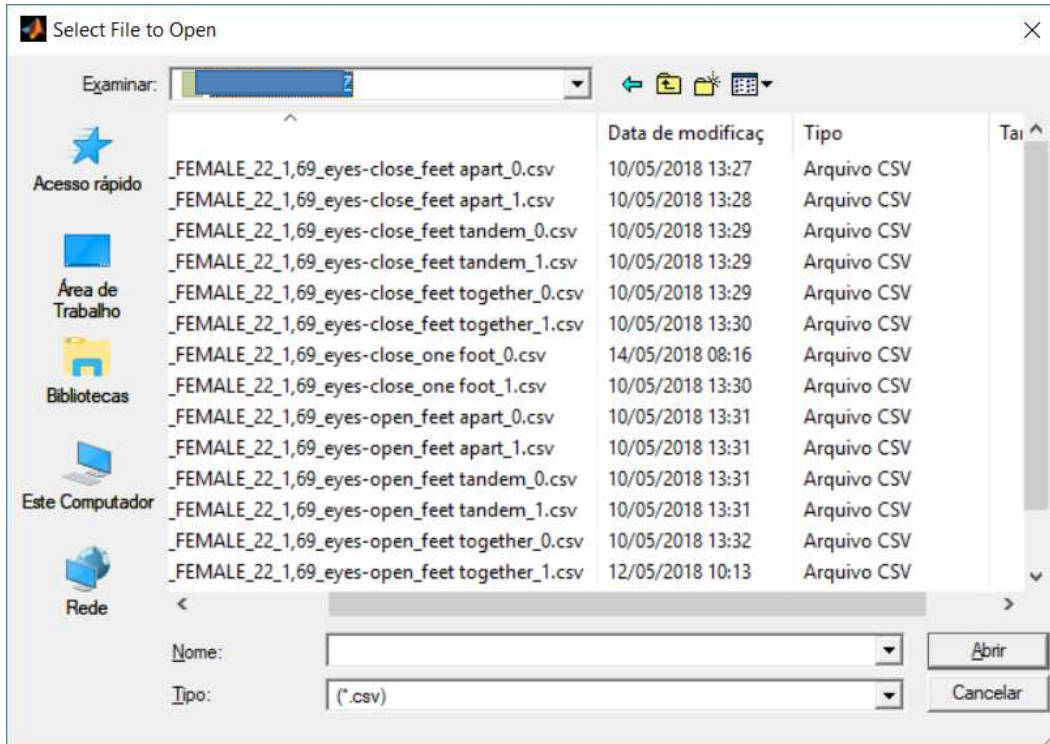 Select File to Open
Examinar:
Data de modificaç Tipo Tar
_FEMALE_22_1,69_eyes-close_feet apart_0.csv 10/05/2018 13:27 Arquivo CSV
_FEMALE_22_1,69_eyes-close_feet apart_1.csv 10/05/2018 13:28 Arquivo CSV
_FEMALE_22_1,69_eyes-close_feet tandem_0.csv 10/05/2018 13:29 Arquivo CSV
_FEMALE_22_1,69_eyes-close_feet tandem_1.csv 10/05/2018 13:29 Arquivo CSV
_FEMALE_22_1,69_eyes-close_feet together_0.csv 10/05/2018 13:29 Arquivo CSV
_FEMALE_22_1,69_eyes-close_feet together_1.csv 10/05/2018 13:30 Arquivo CSV
_FEMALE_22_1,69_eyes-close_one foot_0.csv 14/05/2018 08:16 Arquivo CSV
_FEMALE_22_1,69_eyes-close_one foot_1.csv 10/05/2018 13:30 Arquivo CSV
_FEMALE_22_1,69_eyes-open_feet apart_0.csv 10/05/2018 13:31 Arquivo CSV
_FEMALE_22_1,69_eyes-open_feet apart_1.csv 10/05/2018 13:31 Arquivo CSV
_FEMALE_22_1,69_eyes-open_feet tandem_0.csv 10/05/2018 13:31 Arquivo CSV
_FEMALE_22_1,69_eyes-open_feet tandem_1.csv 10/05/2018 13:31 Arquivo CSV
_FEMALE_22_1,69_eyes-open_feet together_0.csv 10/05/2018 13:32 Arquivo CSV
_FEMALE_22_1,69_eyes-open_feet together_1.csv 12/05/2018 10:13 Arquivo CSV
Acesso rápido
Área de
Trabalho
Bibliotecas
Este Computador
Rede
Nome:
Abrir
Tipo: (*.csv)
Cancelar